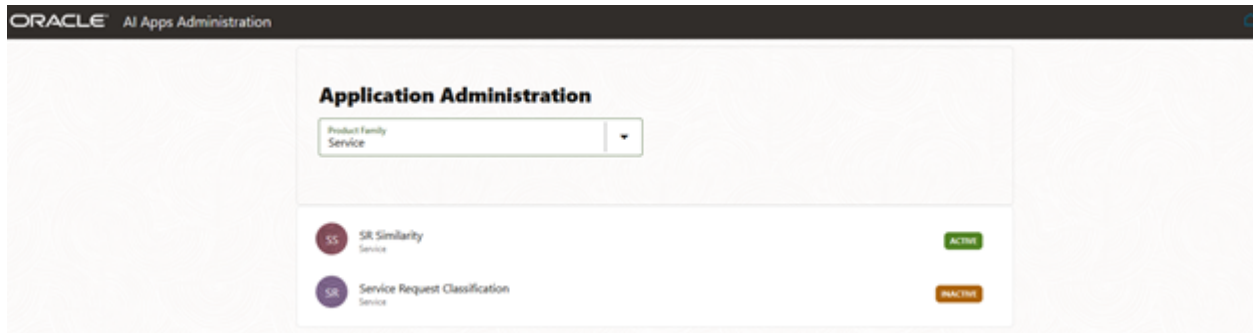 ORACLE AI Apps Administration
Application Administration
Product Family
Service
SS
SR Similarity
Service
ACTIVE
SR
Service Request Classification
Service
INACTIVE